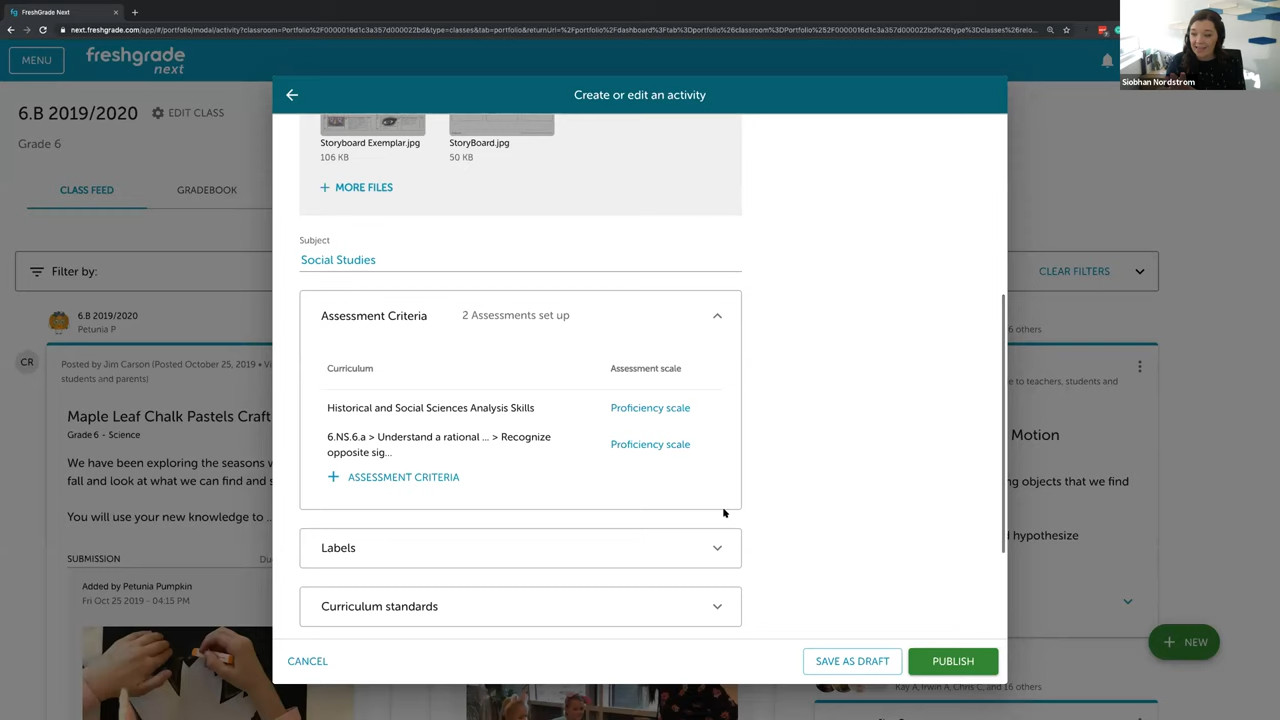 FreshGrade Next
next.freshgrade.com/app/#/portfolio/modal/activity?classroom=Portfolio%2F0000016d1c3a357d000022bd&type=classes&tab=portfolio&returnUrl=%2Fportfolio%2Fdashboard%3Ftab%3Dportfolio%26classroom%3DPortfolio%252F0000016d1c3a357d000022bd%26type%3Dclasses%26relo...
MENU
freshgrade
next
Siobhan Nordstrom
Create or edit an activity
6.B 2019/2020
EDIT CLASS
Grade 6
CLASS FEED
GRADEBOOK
Storyboard Exemplar.jpg
StoryBoard.jpg
106 KB
50 KB
+ MORE FILES
Subject
Social Studies
Filter by:
CLEAR FILTERS
Assessment Criteria
2 Assessments set up
6.B 2019/2020
Petunia P
6 others
CR
Posted by Jim Carson (Posted October 25, 2019 •
students and parents)
e to teachers, students and
Curriculum
Assessment scale
Maple Leaf Chalk Pastels Craft
Grade 6 - Science
Motion
Historical and Social Sciences Analysis Skills
Proficiency scale
6.NS.6.a > Understand a rational ... > Recognize
opposite sig...
Proficiency scale
+ ASSESSMENT CRITERIA
We have been exploring the seasons
fall and look at what we can find and
ng objects that we find
You will use your new knowledge to ..
d hypothesize
Labels
SUBMISSION
Added by Petunia Pumpkin
Fri Oct 25 2019 - 04:15 PM
Curriculum standards
+ NEW
CANCEL
SAVE AS DRAFT
PUBLISH
Kay A, Irwin A, Chris C, and 16 others